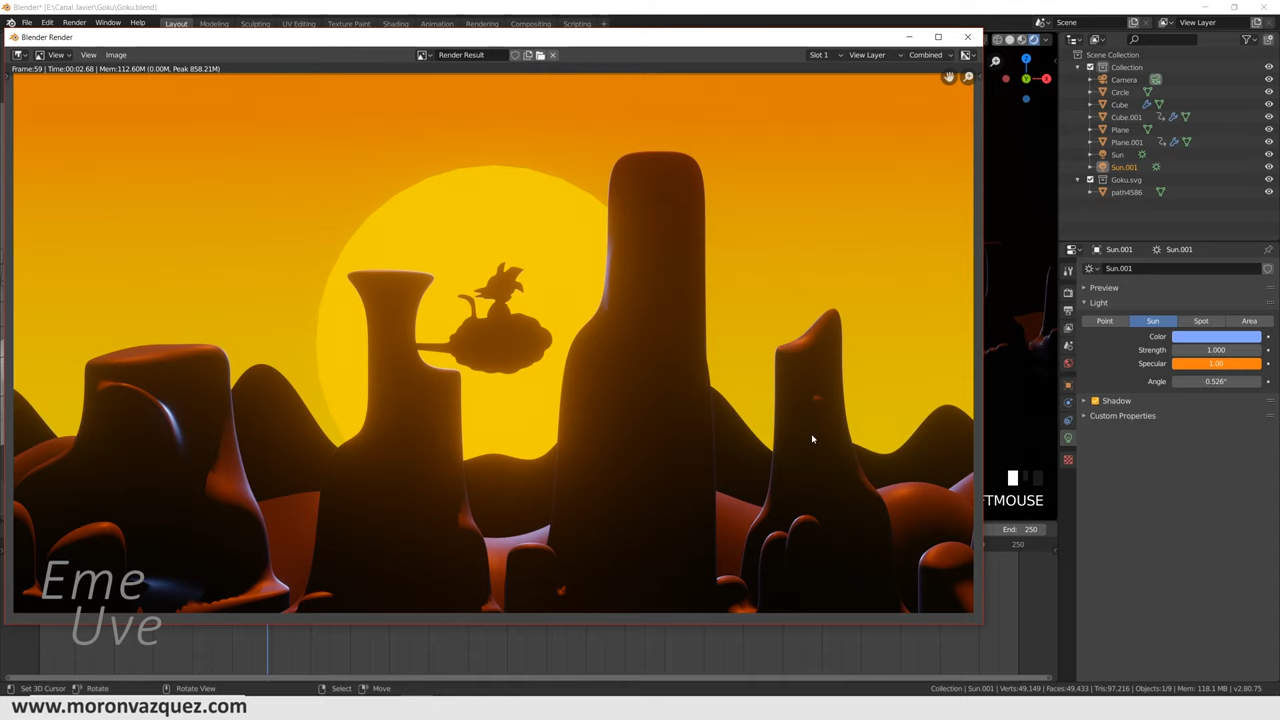 Blender* [E:\Canal Javier\Goku\Goku.blend]
File Edit Render Window Help Layout Modeling Sculpting UV Editing Texture Paint Shading Animation Rendering Compositing Scripting + Scene View Layer
Blender Render
View View Image Render Result Slot 1 View Layer Combined
Frame:59 | Time:00:02.68 | Mem:112.60M (0.00M, Peak 858.21M)
Scene Collection
Collection
Camera
Circle
Cube
Cube.001
Plane
Plane.001
Sun
Sun.001
Goku.svg
path4586
Sun.001 Sun.001
Sun.001
Preview
Light
Point Sun Spot Area
Color
Strength 1.000
Specular 1.00
Angle 0.526°
Shadow
Custom Properties
FTMOUSE
End: 250
250
Eme
Uve
Set 3D Cursor Rotate Rotate View Select Move Collection | Sun.001 | Verts:49,149 | Faces:49,433 | Tris:97,216 | Objects:1/9 | Mem: 118.1 MB | v2.80.75
www.moronvazquez.com